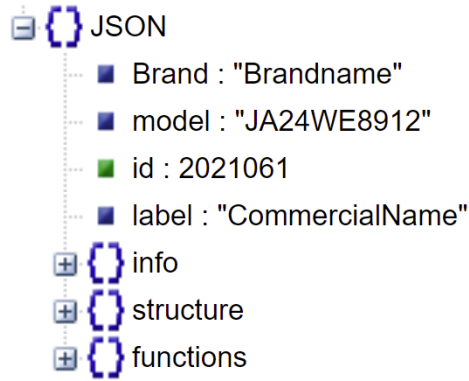 JSON
Brand : "Brandname"
model : "JA24WE8912"
id : 2021061
label : "CommercialName"
info
structure
functions